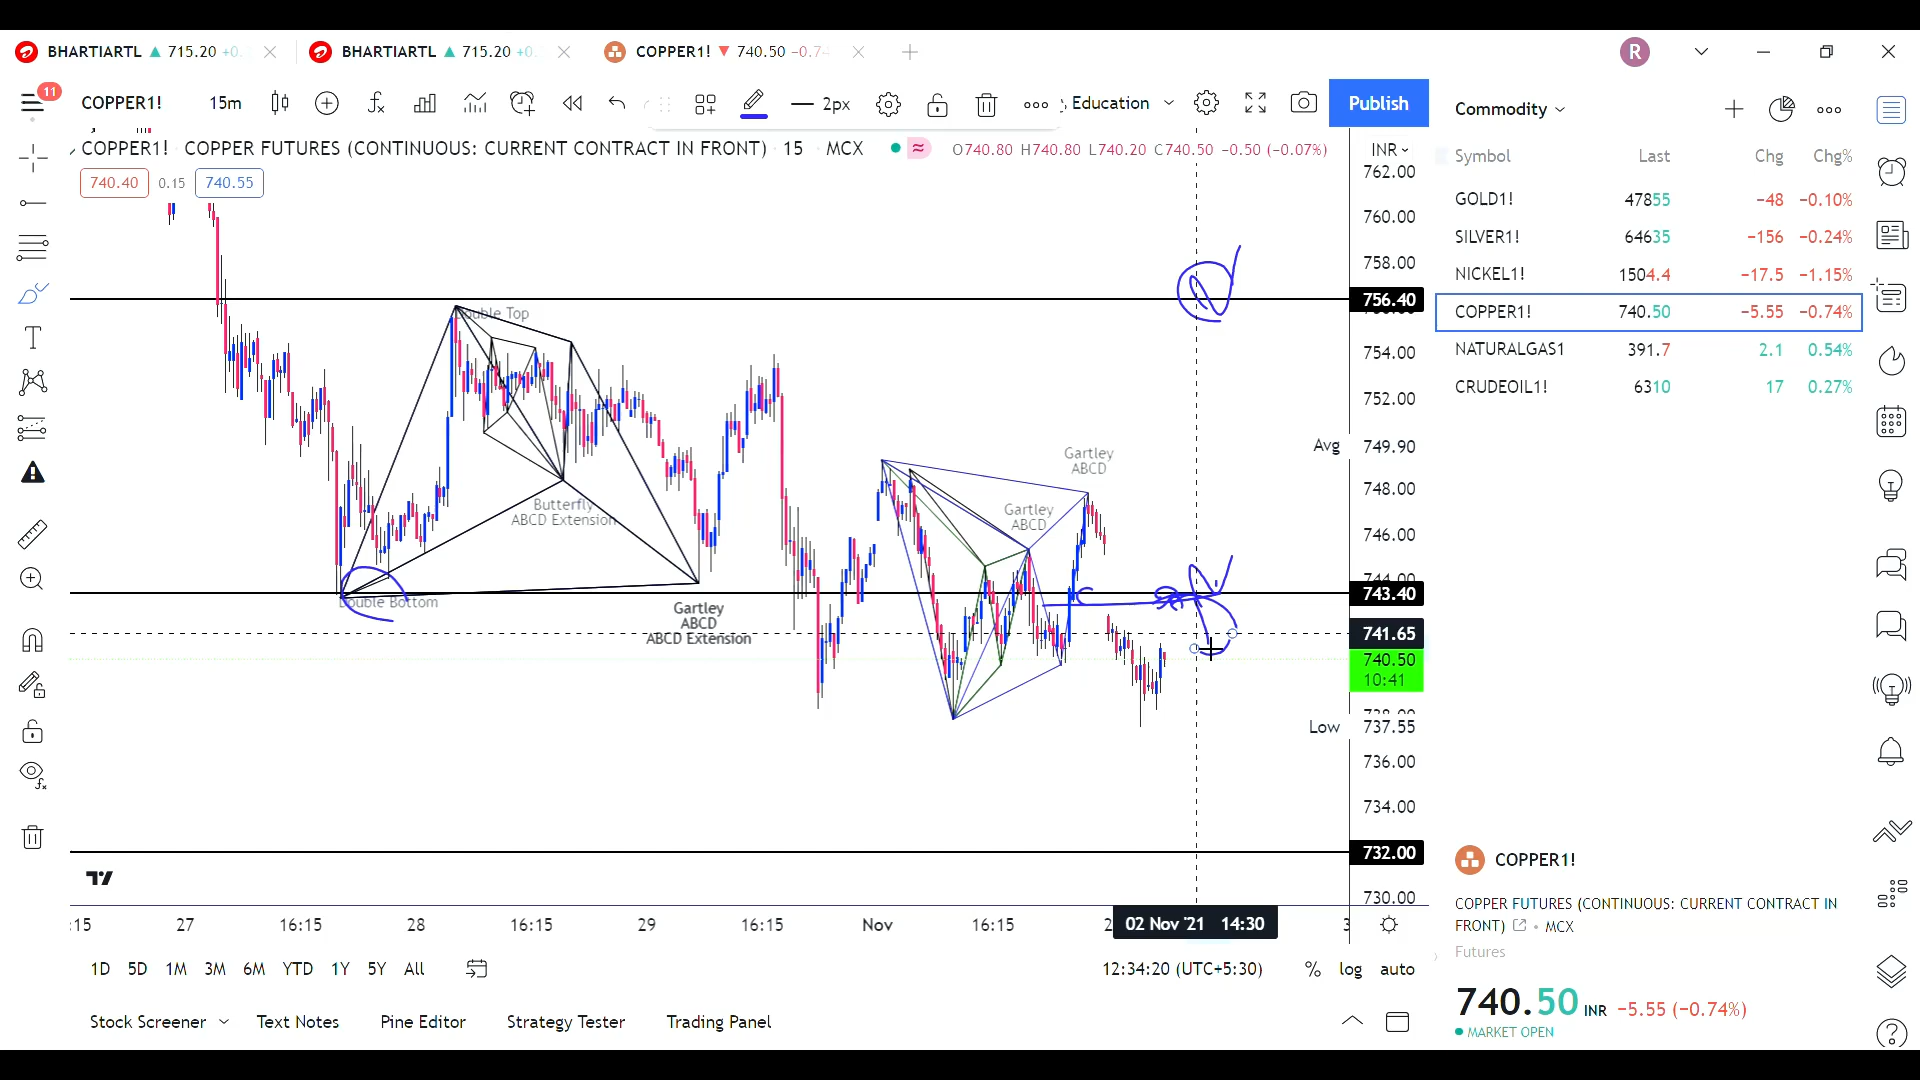 BHARTIARTL 715.20 +0.
BHARTIARTL 715.20 +0.
COPPER1! 740.50 −0.74
R
11
COPPER1! 15m 2px Education Publish
COPPER1! COPPER FUTURES (CONTINUOUS: CURRENT CONTRACT IN FRONT) 15 MCX O740.80 H740.80 L740.20 C740.50 −0.50 (−0.07%)
740.40 0.15 740.55
INR
762.00
760.00
758.00
756.40
754.00
752.00
Avg 749.90
748.00
746.00
743.40
741.65
740.50
10:41
Low 737.55
736.00
734.00
732.00
730.00
Double Top
Butterfly
ABCD Extension
Double Bottom
Gartley
ABCD
ABCD Extension
Gartley
ABCD
Gartley
ABCD
:15 27 16:15 28 16:15 29 16:15 Nov 16:15 2 02 Nov '21 14:30 3
1D 5D 1M 3M 6M YTD 1Y 5Y All
12:34:20 (UTC+5:30) % log auto
Stock Screener Text Notes Pine Editor Strategy Tester Trading Panel
Commodity
Symbol Last Chg Chg%
GOLD1! 47855 −48 −0.10%
SILVER1! 64635 −156 −0.24%
NICKEL1! 1504.4 −17.5 −1.15%
COPPER1! 740.50 −5.55 −0.74%
NATURALGAS1 391.7 2.1 0.54%
CRUDEOIL1! 6310 17 0.27%
COPPER1!
COPPER FUTURES (CONTINUOUS: CURRENT CONTRACT IN
FRONT) • MCX
Futures
740.50 INR −5.55 (−0.74%)
MARKET OPEN